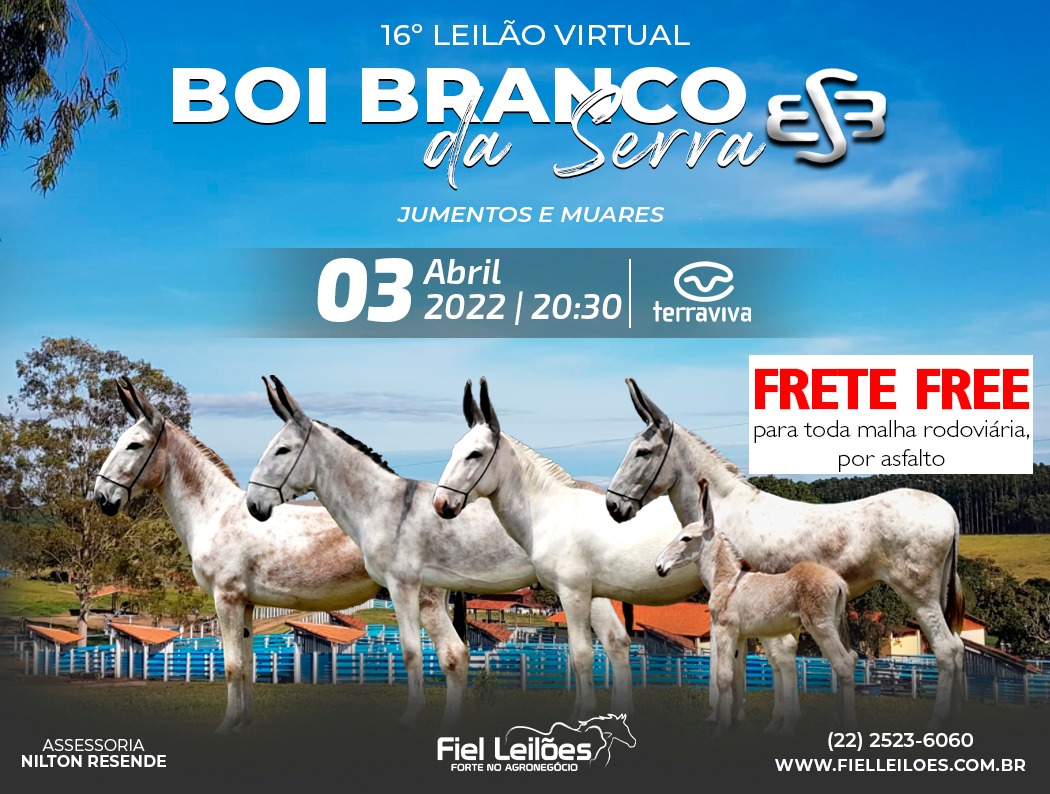 16º LEILÃO VIRTUAL
BOI BRANCO
da Serra
JUMENTOS E MUARES
03 Abril
2022 | 20:30
terraviva
FRETE FREE
para toda malha rodoviária,
por asfalto
ASSESSORIA
NILTON RESENDE
Fiel Leilões
FORTE NO AGRONEGÓCIO
(22) 2523-6060
WWW.FIELLEILOES.COM.BR